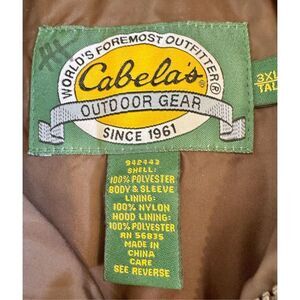 WORLD'S FOREMOST OUTFITTER®
Cabela's
OUTDOOR GEAR
SINCE 1961
3XL
TALL
942443
SHELL:
100% POLYESTER
BODY & SLEEVE
LINING:
100% NYLON
HOOD LINING:
100% POLYESTER
RN 56835
MADE IN
CHINA
CARE
SEE REVERSE